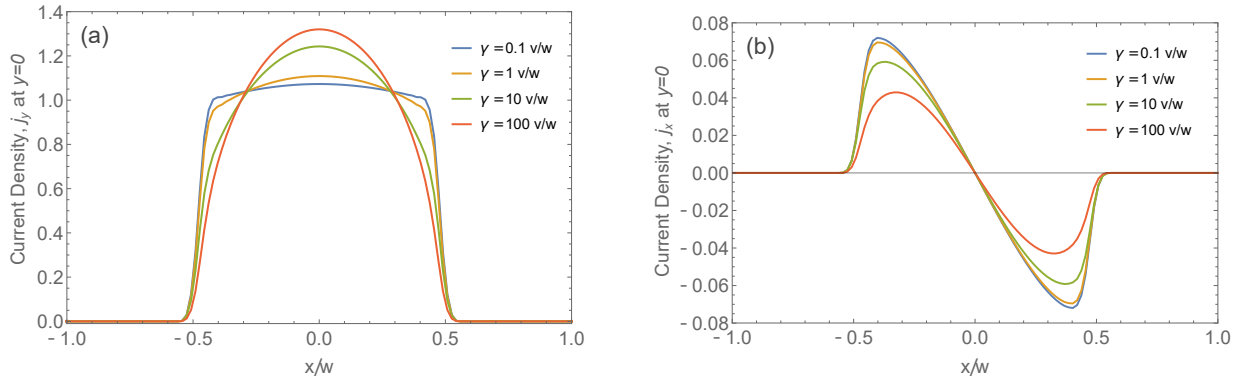 (a)
Current Density, jy at y=0
1.4
1.2
1.0
0.8
0.6
0.4
0.2
0.0
γ = 0.1 v/w
γ = 1 v/w
γ = 10 v/w
γ = 100 v/w
- 1.0 - 0.5 0.0 0.5 1.0
x/w
(b)
Current Density, jx at y=0
0.08
0.06
0.04
0.02
0.00
- 0.02
- 0.04
- 0.06
0.08
γ = 0.1 v/w
γ = 1 v/w
γ = 10 v/w
γ = 100 v/w
- 1.0 - 0.5 0.0 0.5 1.0
x/w